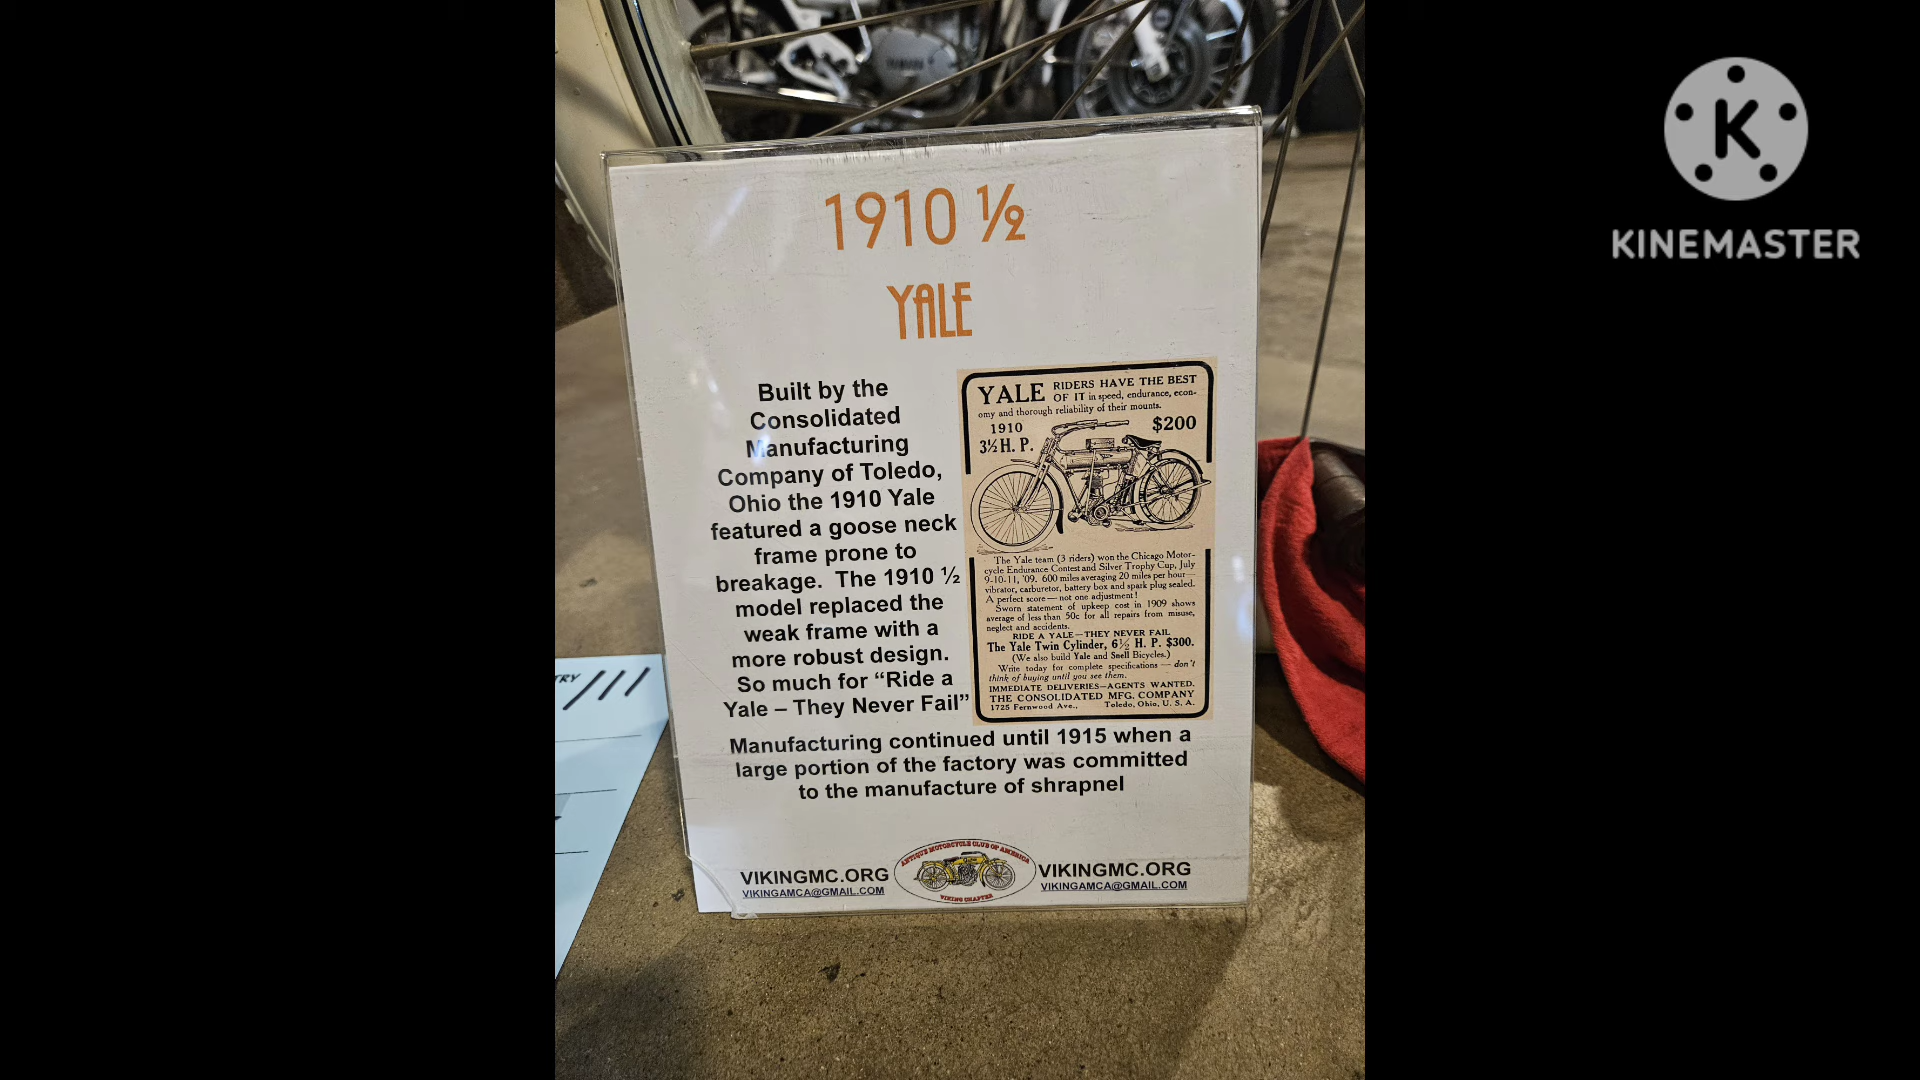 1910 ½
YALE
Built by the
Consolidated
Manufacturing
Company of Toledo,
Ohio the 1910 Yale
featured a goose neck
frame prone to
breakage. The 1910 ½
model replaced the
weak frame with a
more robust design.
So much for “Ride a
Yale – They Never Fail”
YALE RIDERS HAVE THE BEST
OF IT in speed, endurance, econ-
omy and thorough reliability of their mounts.
1910
3½ H. P.
$200
The Yale team (3 riders) won the Chicago Motor-
cycle Endurance Contest and Silver Trophy Cup, July
9-10-11, '09. 600 miles averaging 20 miles per hour—
vibrator, carburetor, battery box and spark plug sealed.
A perfect score—not one adjustment!
Sworn statement of upkeep cost in 1909 shows
average of less than 50c for all repairs from misuse,
neglect and accidents.
RIDE A YALE—THEY NEVER FAIL
The Yale Twin Cylinder, 6½ H. P. $300.
(We also build Yale and Snell Bicycles.)
Write today for complete specifications—don't
think of buying until you see them.
IMMEDIATE DELIVERIES—AGENTS WANTED.
THE CONSOLIDATED MFG. COMPANY
1725 Fernwood Ave., Toledo, Ohio, U. S. A.
Manufacturing continued until 1915 when a
large portion of the factory was committed
to the manufacture of shrapnel
VIKINGMC.ORG
VIKINGAMCA@GMAIL.COM
ANTIQUE MOTORCYCLE CLUB OF AMERICA
VIKING CHAPTER
VIKINGMC.ORG
VIKINGAMCA@GMAIL.COM
K
KINEMASTER